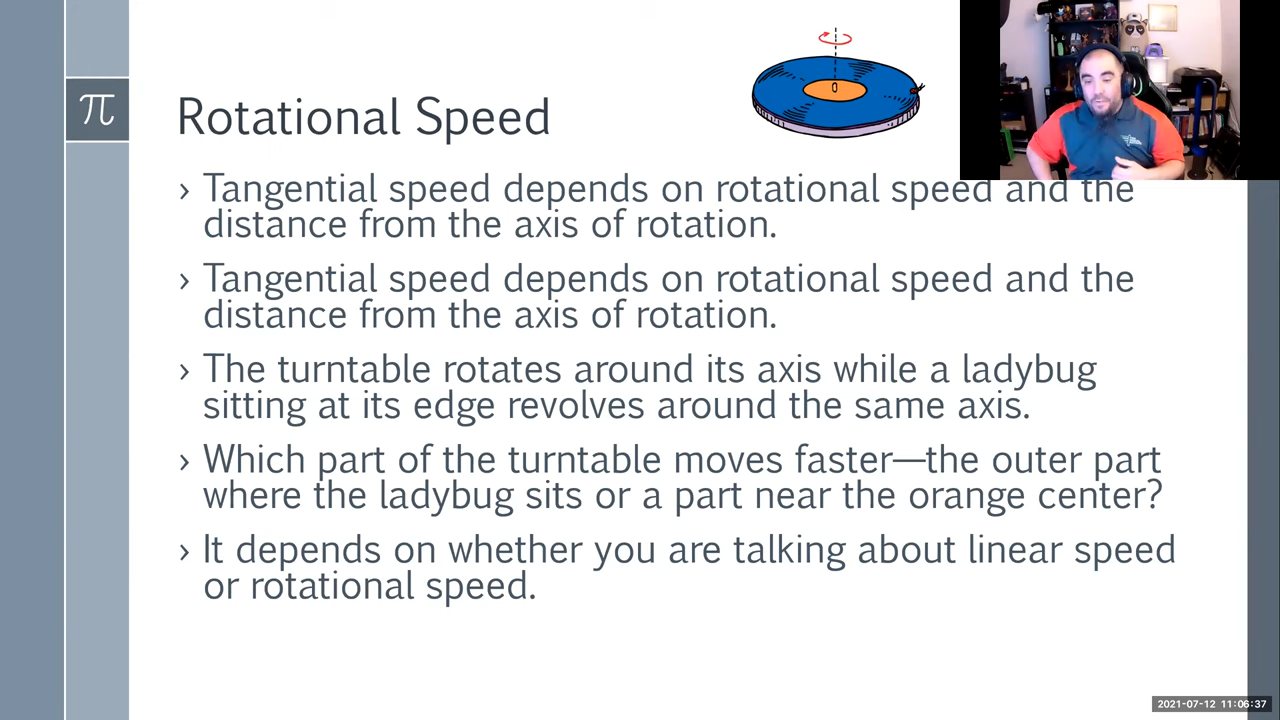 π
Rotational Speed
› Tangential speed depends on rotational speed and the
distance from the axis of rotation.
› Tangential speed depends on rotational speed and the
distance from the axis of rotation.
› The turntable rotates around its axis while a ladybug
sitting at its edge revolves around the same axis.
› Which part of the turntable moves faster—the outer part
where the ladybug sits or a part near the orange center?
› It depends on whether you are talking about linear speed
or rotational speed.
2021-07-12 11:06:37